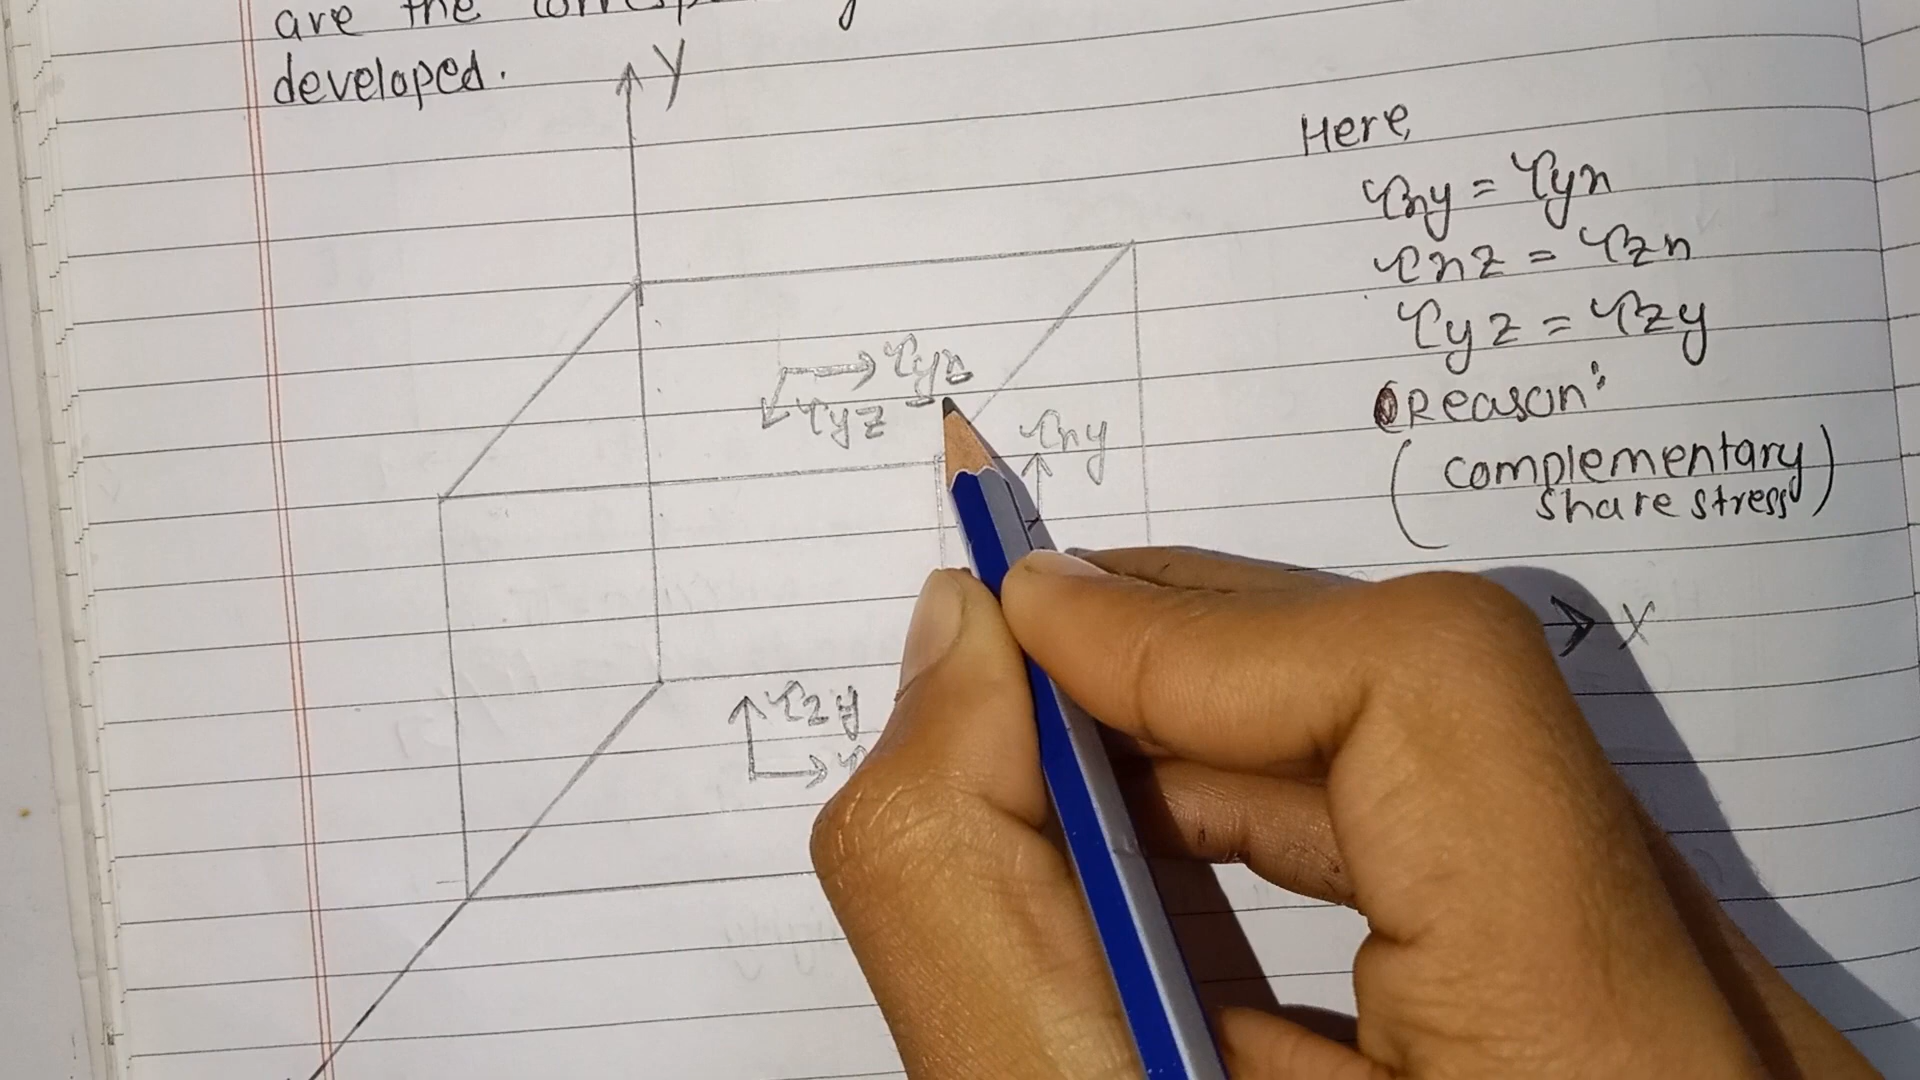 are the
developed.
Y
Here,
τxy = τyx
τxz = τzx
τyz = τzy
Reason:
(complementary
share stress)
τyx
τyz
τxy
X
τzy